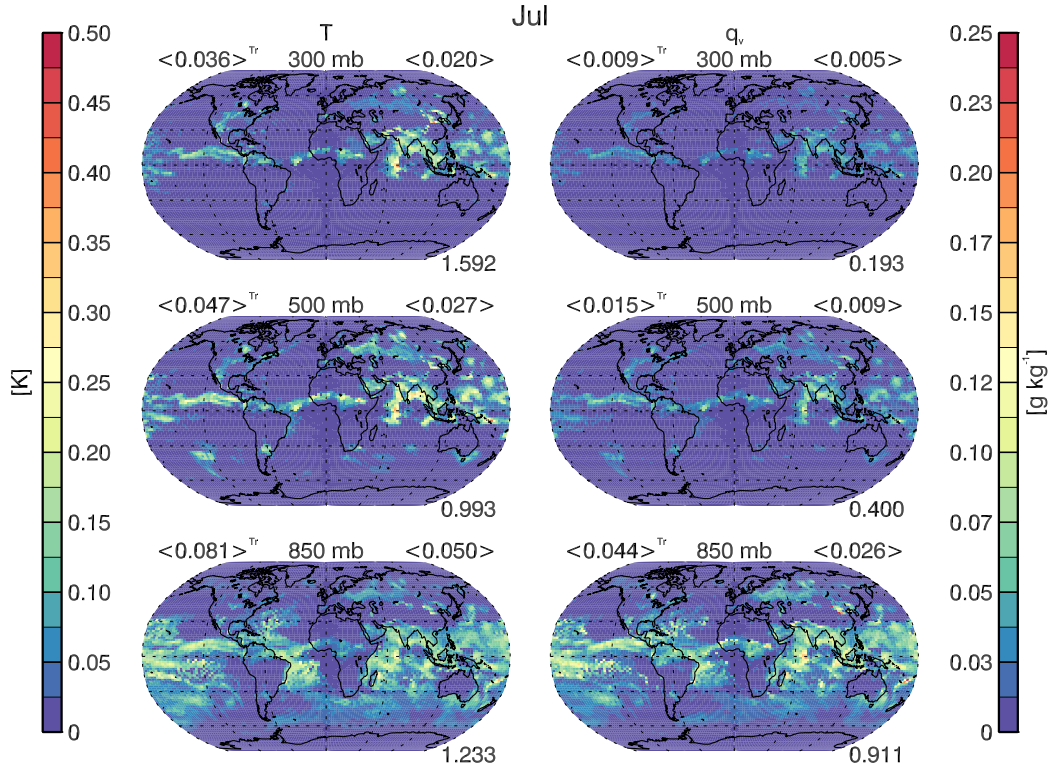 Jul
T
q_v
<0.036>^Tr 300 mb <0.020>
<0.009>^Tr 300 mb <0.005>
1.592
0.193
<0.047>^Tr 500 mb <0.027>
<0.015>^Tr 500 mb <0.009>
0.993
0.400
<0.081>^Tr 850 mb <0.050>
<0.044>^Tr 850 mb <0.026>
1.233
0.911
0.50
0.45
0.40
0.35
0.30
0.25
0.20
0.15
0.10
0.05
0
[K]
0.25
0.23
0.20
0.17
0.15
0.12
0.10
0.07
0.05
0.03
0
[g kg^-1]